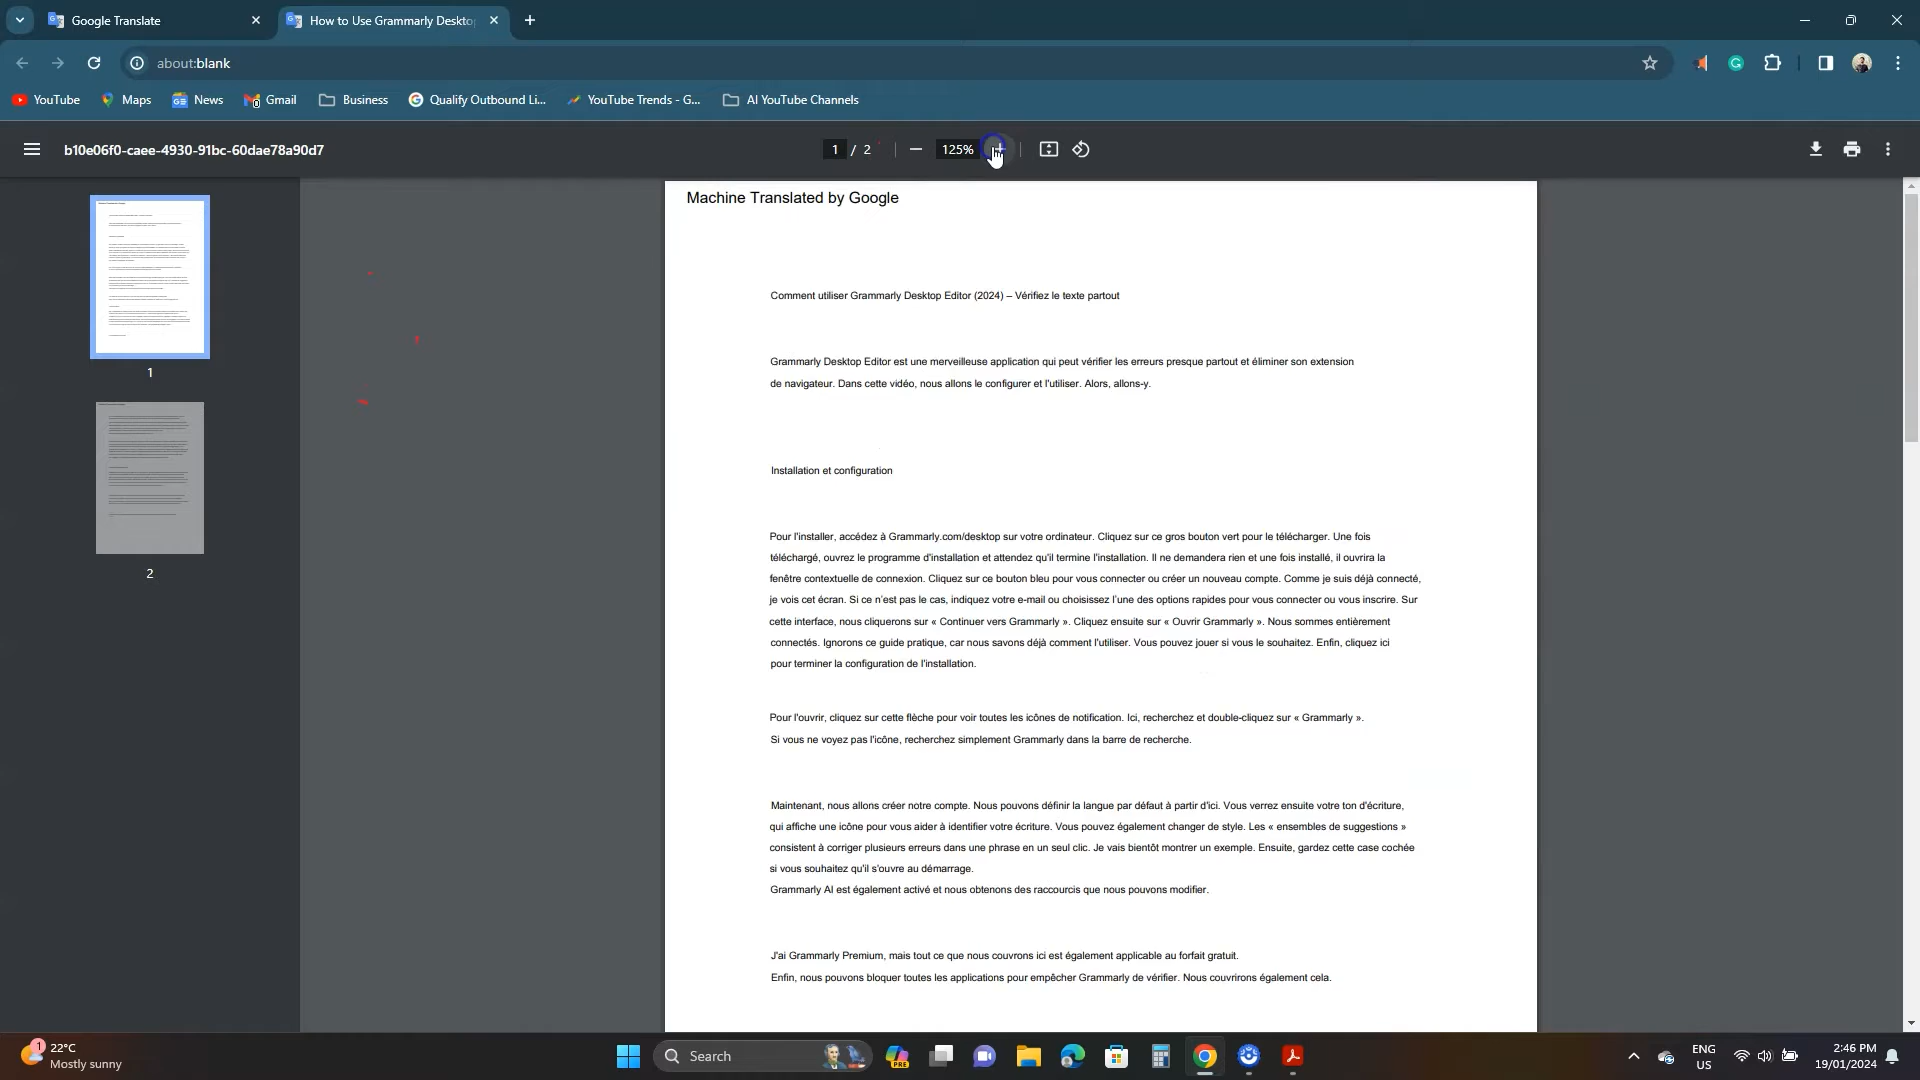 Google Translate
How to Use Grammarly Deskto
about:blank
YouTube
Maps
News
Gmail
Business
Qualify Outbound Li...
YouTube Trends - G...
AI YouTube Channels
b10e06f0-caee-4930-91bc-60dae78a90d7
1 / 2
125%
1
2
Machine Translated by Google
Comment utiliser Grammarly Desktop Editor (2024) – Vérifiez le texte partout
Grammarly Desktop Editor est une merveilleuse application qui peut vérifier les erreurs presque partout et éliminer son extension
de navigateur. Dans cette vidéo, nous allons le configurer et l'utiliser. Alors, allons-y.
Installation et configuration
Pour l'installer, accédez à Grammarly.com/desktop sur votre ordinateur. Cliquez sur ce gros bouton vert pour le télécharger. Une fois
téléchargé, ouvrez le programme d'installation et attendez qu'il termine l'installation. Il ne demandera rien et une fois installé, il ouvrira la
fenêtre contextuelle de connexion. Cliquez sur ce bouton bleu pour vous connecter ou créer un nouveau compte. Comme je suis déjà connecté,
je vois cet écran. Si ce n'est pas le cas, indiquez votre e-mail ou choisissez l'une des options rapides pour vous connecter ou vous inscrire. Sur
cette interface, nous cliquerons sur « Continuer vers Grammarly ». Cliquez ensuite sur « Ouvrir Grammarly ». Nous sommes entièrement
connectés. Ignorons ce guide pratique, car nous savons déjà comment l'utiliser. Vous pouvez jouer si vous le souhaitez. Enfin, cliquez ici
pour terminer la configuration de l'installation.
Pour l'ouvrir, cliquez sur cette flèche pour voir toutes les icônes de notification. Ici, recherchez et double-cliquez sur « Grammarly ».
Si vous ne voyez pas l'icône, recherchez simplement Grammarly dans la barre de recherche.
Maintenant, nous allons créer notre compte. Nous pouvons définir la langue par défaut à partir d'ici. Vous verrez ensuite votre ton d'écriture,
qui affiche une icône pour vous aider à identifier votre écriture. Vous pouvez également changer de style. Les « ensembles de suggestions »
consistent à corriger plusieurs erreurs dans une phrase en un seul clic. Je vais bientôt montrer un exemple. Ensuite, gardez cette case cochée
si vous souhaitez qu'il s'ouvre au démarrage.
Grammarly AI est également activé et nous obtenons des raccourcis que nous pouvons modifier.
J'ai Grammarly Premium, mais tout ce que nous couvrons ici est également applicable au forfait gratuit.
Enfin, nous pouvons bloquer toutes les applications pour empêcher Grammarly de vérifier. Nous couvrirons également cela.
1
22°C
Mostly sunny
Search
PRE
ENG
US
2:46 PM
19/01/2024